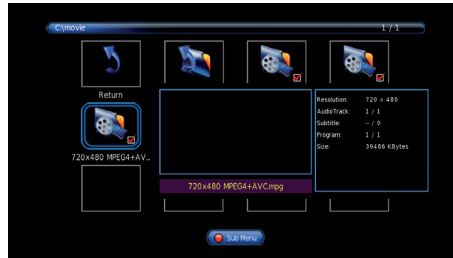 C:\movie 1 / 1
Return
720x480 MPEG4+AV...
Resolution: 720 x 480
AudioTrack: 1 / 1
Subtitle: -- / 0
Program: 1 / 1
Size: 39486 KBytes
720x480 MPEG4+AVC.mpg
Sub Menu